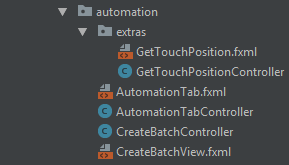 automation
extras
GetTouchPosition.fxml
GetTouchPositionController
AutomationTab.fxml
AutomationTabController
CreateBatchController
CreateBatchView.fxml